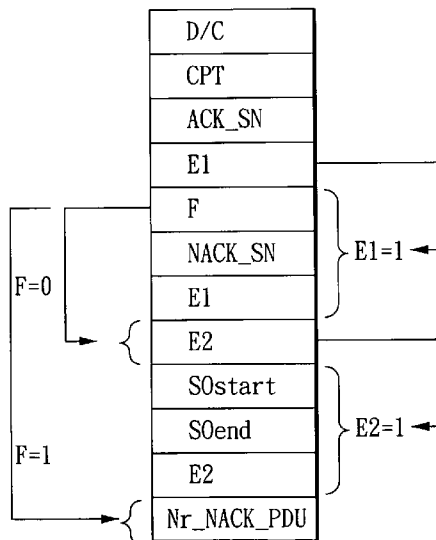 D/C
CPT
ACK_SN
E1
F
NACK_SN
E1
E1=1
F=0
E2
SOstart
SOend
E2
E2=1
F=1
Nr_NACK_PDU